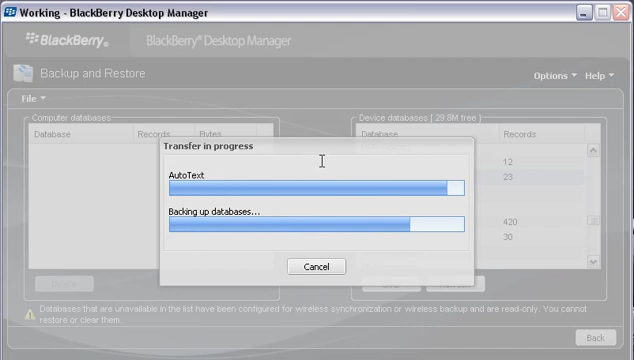 Working - BlackBerry Desktop Manager
BlackBerry®
BlackBerry® Desktop Manager
Backup and Restore
Options
Help
File
Computer databases
Device databases [ 29.8M free ]
Database
Records
Bytes
Database
Records
12
23
420
30
Transfer in progress
AutoText
Backing up databases...
Cancel
Databases that are unavailable in the list have been configured for wireless synchronization or wireless backup and are read-only. You cannot
restore or clear them.
Back